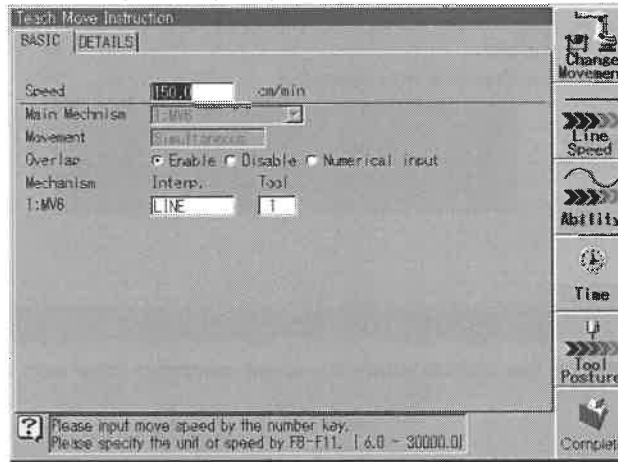 Teach Move Instruction
BASIC DETAILS
Speed 150.0 cm/min
Main Mechnism 1:MV6
Movement Simultaneous
Overlap Enable Disable Numerical input
Mechanism Interp. Tool
1:MV6 LINE 1
Please input move speed by the number key.
Please specify the unit of speed by F8-F11. [ 6.0 - 30000.0]
Change
Movement
Line
Speed
Ability
Time
Tool
Posture
Complete